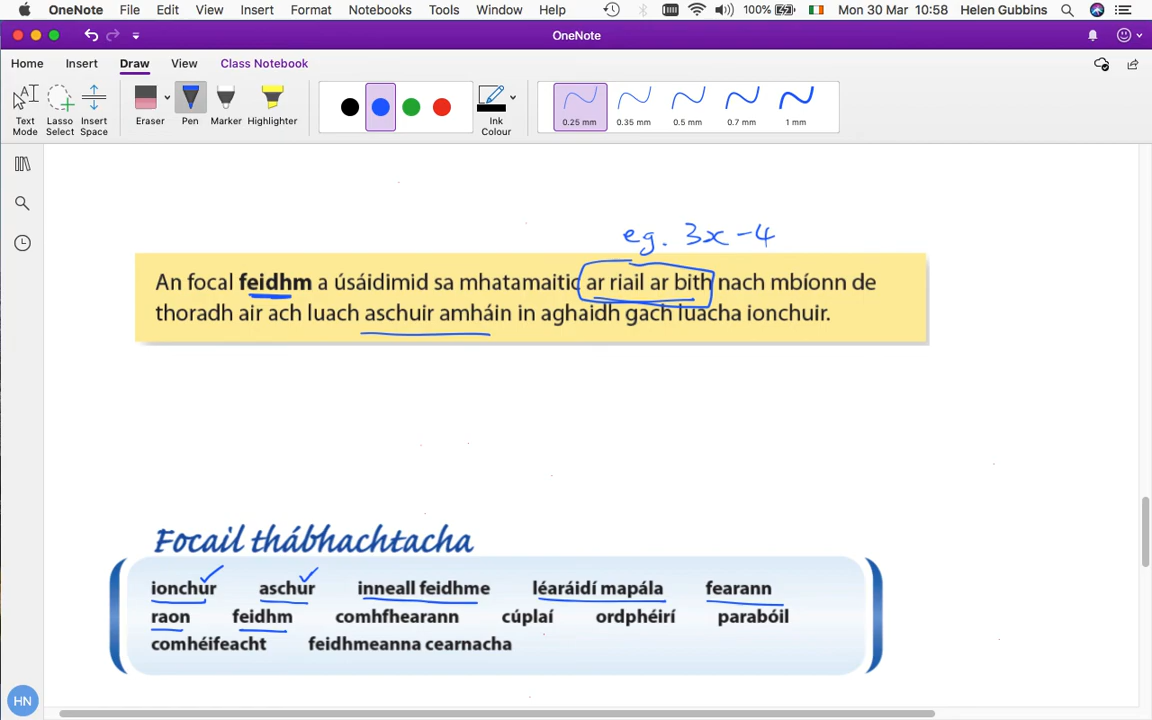 OneNote File Edit View Insert Format Notebooks Tools Window Help 100% Mon 30 Mar 10:58 Helen Gubbins
OneNote
Home Insert Draw View Class Notebook
Text Mode Lasso Select Insert Space Eraser Pen Marker Highlighter Ink Colour 0.25 mm 0.35 mm 0.5 mm 0.7 mm 1 mm
eg. 3x - 4
An focal feidhm a úsáidimid sa mhatamaitic ar riail ar bith nach mbíonn de
thoradh air ach luach aschuir amháin in aghaidh gach luacha ionchuir.
Focail thábhachtacha
ionchur aschur inneall feidhme léaráidí mapála fearann
raon feidhm comhfhearann cúplaí ordphéirí parabóil
comhéifeacht feidhmeanna cearnacha
HN